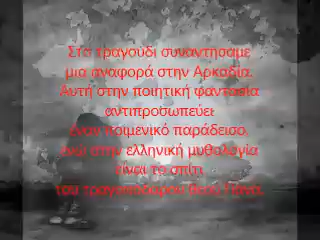 Στο τραγούδι συναντήσαμε
μια αναφορά στην Αρκαδία.
Αυτή στην ποιητική φαντασία
αντιπροσωπεύει
έναν ποιμενικό παράδεισο,
ενώ στην ελληνική μυθολογία
είναι το σπίτι
του τραγοπόδαρου θεού Πανα.